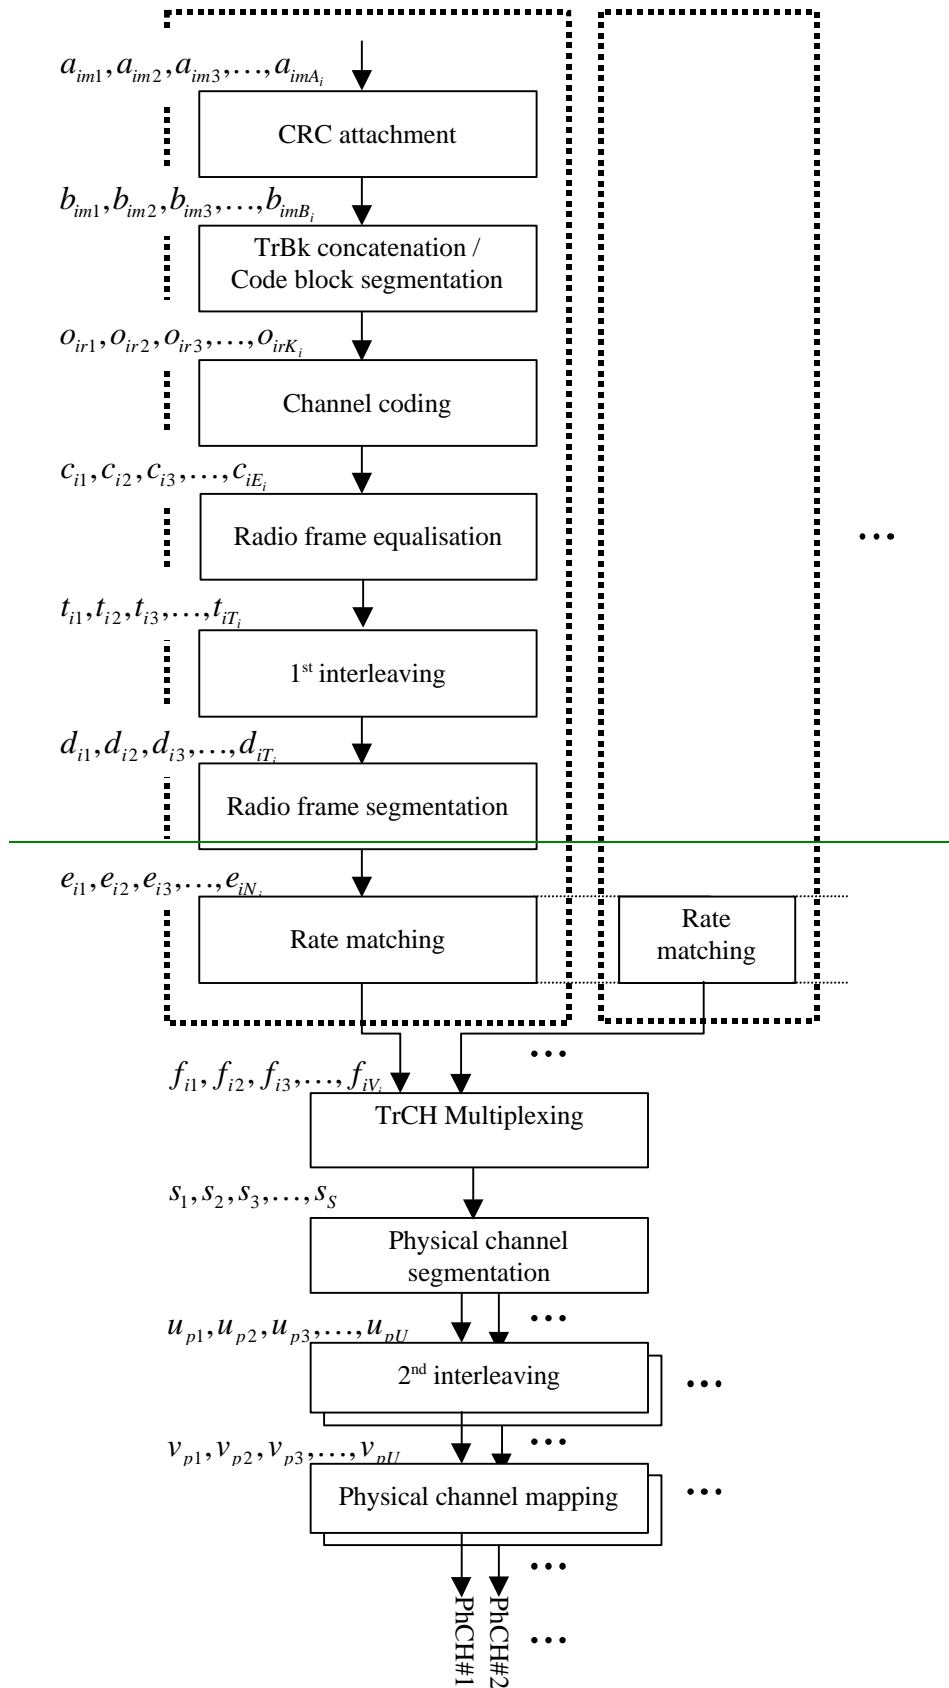 a_{im1}, a_{im2}, a_{im3}, …, a_{imA_i}
CRC attachment
b_{im1}, b_{im2}, b_{im3}, …, b_{imB_i}
TrBk concatenation /
Code block segmentation
o_{ir1}, o_{ir2}, o_{ir3}, …, o_{irK_i}
Channel coding
c_{i1}, c_{i2}, c_{i3}, …, c_{iE_i}
Radio frame equalisation
…
t_{i1}, t_{i2}, t_{i3}, …, t_{iT_i}
1st interleaving
d_{i1}, d_{i2}, d_{i3}, …, d_{iT_i}
Radio frame segmentation
e_{i1}, e_{i2}, e_{i3}, …, e_{iN_i}
Rate matching
Rate
matching
…
f_{i1}, f_{i2}, f_{i3}, …, f_{iV_i}
TrCH Multiplexing
s_1, s_2, s_3, …, s_S
Physical channel
segmentation
…
u_{p1}, u_{p2}, u_{p3}, …, u_{pU}
2nd interleaving
…
…
v_{p1}, v_{p2}, v_{p3}, …, v_{pU}
Physical channel mapping
…
…
PhCH#1
PhCH#2
…